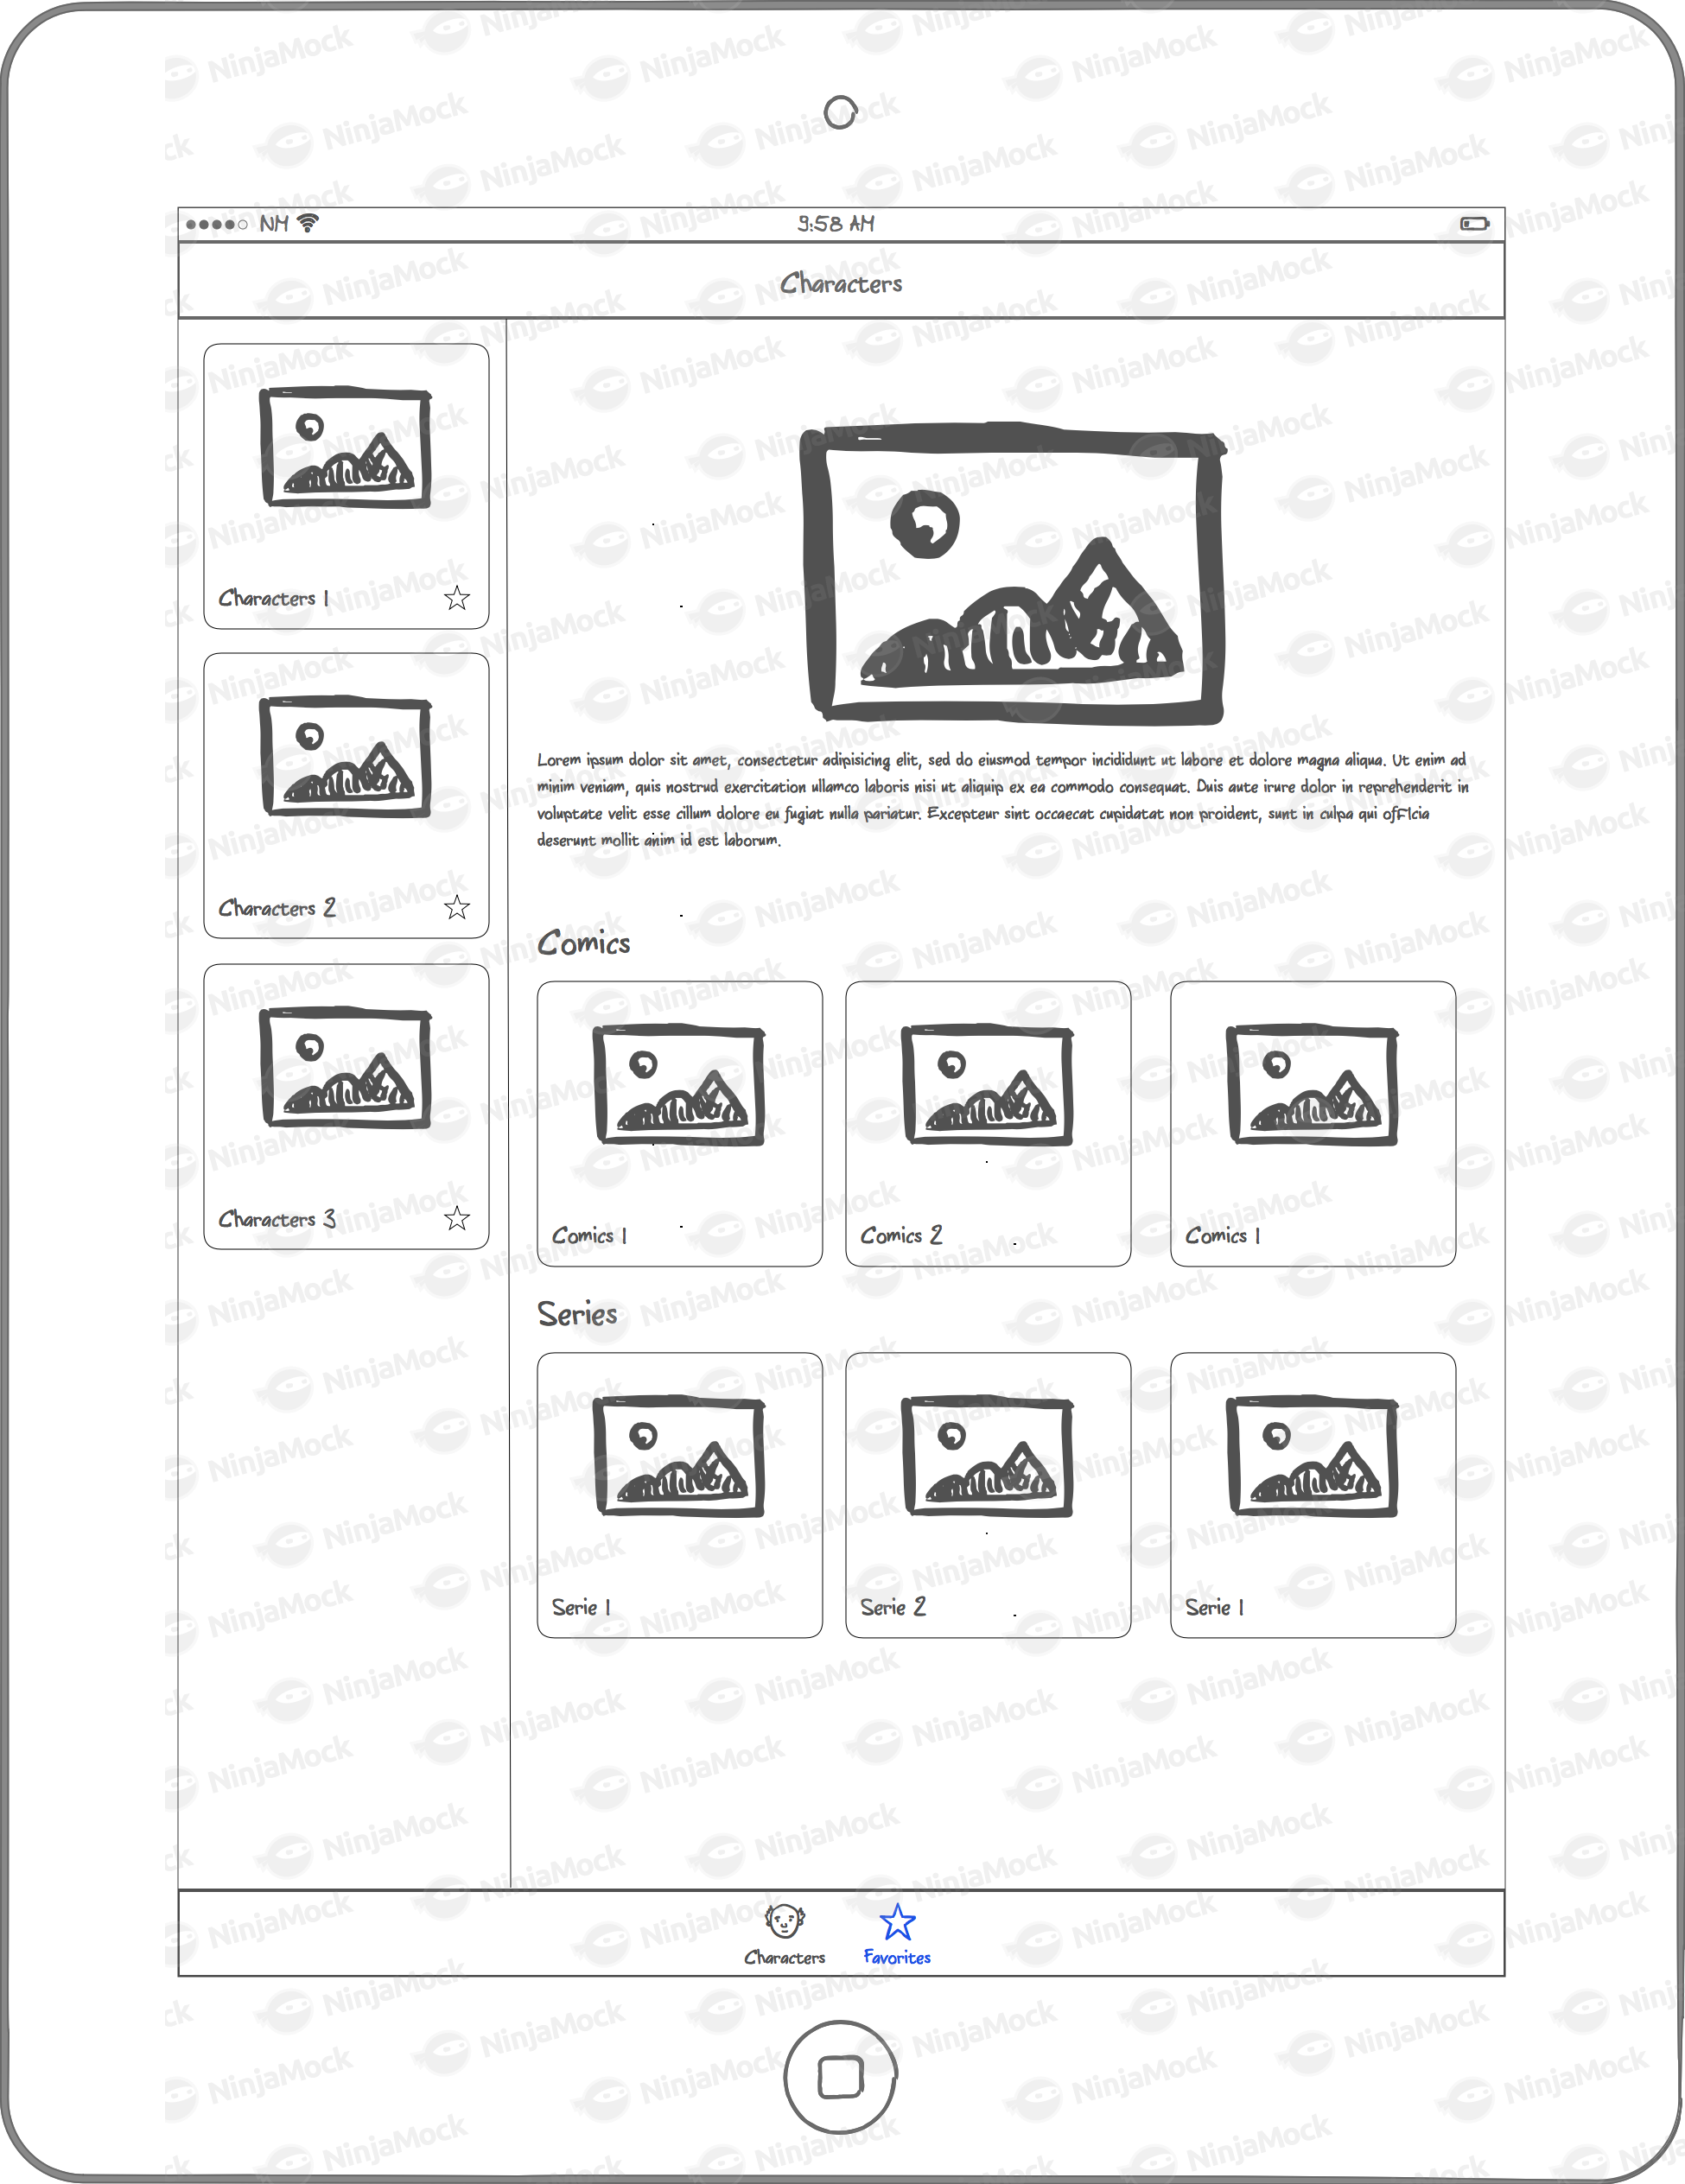 NM
9:58 AM
Characters
Characters 1
Characters 2
Characters 3
Lorem ipsum dolor sit amet, consectetur adipisicing elit, sed do eiusmod tempor incididunt ut labore et dolore magna aliqua. Ut enim ad
minim veniam, quis nostrud exercitation ullamco laboris nisi ut aliquip ex ea commodo consequat. Duis aute irure dolor in reprehenderit in
voluptate velit esse cillum dolore eu fugiat nulla pariatur. Excepteur sint occaecat cupidatat non proident, sunt in culpa qui officia
deserunt mollit anim id est laborum.
Comics
Comics 1
Comics 2
Comics 1
Series
Serie 1
Serie 2
Serie 1
Characters
Favorites
NinjaMock